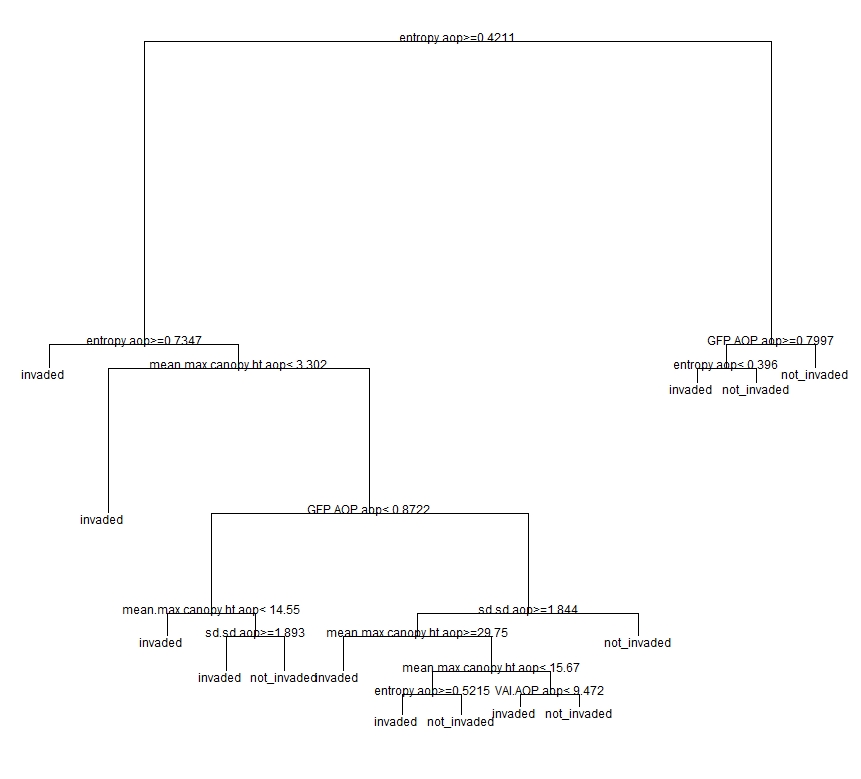 entropy.aop>=0.4211
entropy.aop>=0.7347
GFP.AOP.aop>=0.7997
invaded
mean.max.canopy.ht.aop< 3.302
entropy.aop< 0.396
not_invaded
invaded
not_invaded
invaded
GFP.AOP.aop< 0.8722
mean.max.canopy.ht.aop< 14.55
sd.sd.aop>=1.844
invaded
sd.sd.aop>=1.893
mean.max.canopy.ht.aop>=29.75
not_invaded
invaded
not_invaded
invaded
mean.max.canopy.ht.aop< 15.67
entropy.aop>=0.5215
VAI.AOP.aop< 9.472
invaded
not_invaded
invaded
not_invaded